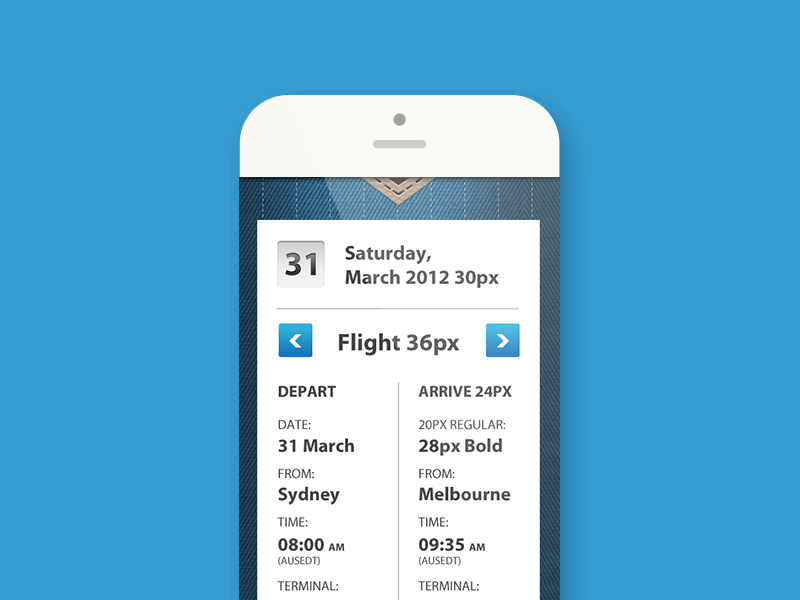 31
Saturday,
March 2012 30px
Flight 36px
DEPART
DATE:
31 March
FROM:
Sydney
TIME:
08:00 AM
(AUSEDT)
TERMINAL:
ARRIVE 24PX
20PX REGULAR:
28px Bold
FROM:
Melbourne
TIME:
09:35 AM
(AUSEDT)
TERMINAL: